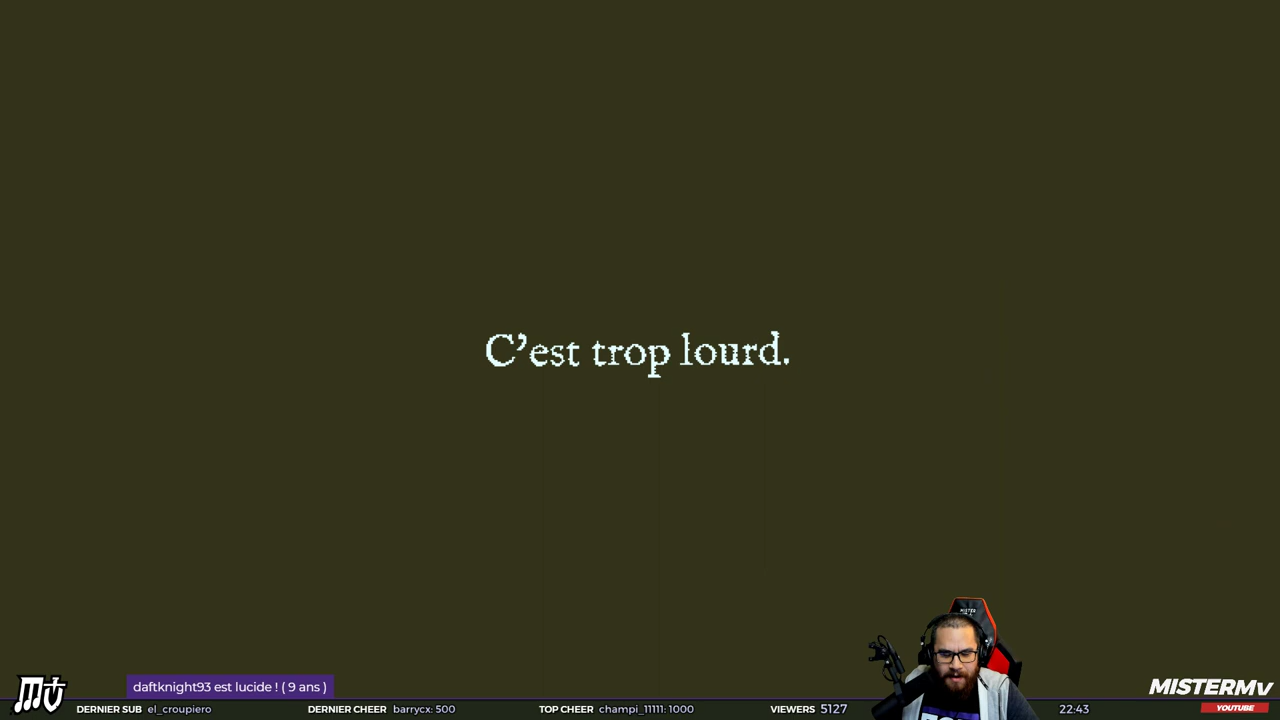 C'est trop lourd.
daftknight93 est lucide ! ( 9 ans )
DERNIER SUB el_croupiero DERNIER CHEER barrycx: 500 TOP CHEER champi_11111: 1000 VIEWERS 5127 22:43
MISTERMV
YOUTUBE